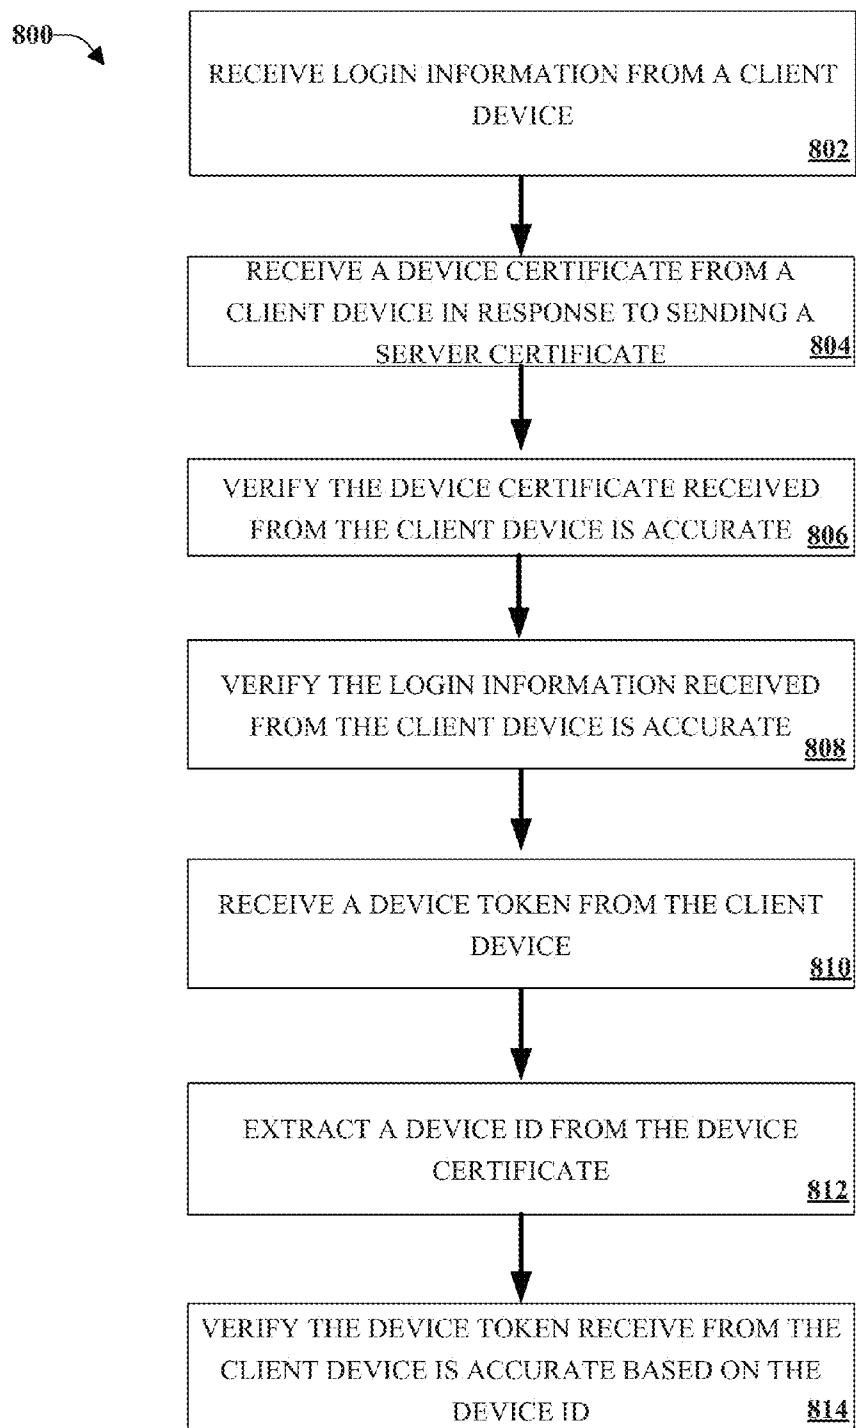 800
RECEIVE LOGIN INFORMATION FROM A CLIENT
DEVICE
802
RECEIVE A DEVICE CERTIFICATE FROM A
CLIENT DEVICE IN RESPONSE TO SENDING A
SERVER CERTIFICATE
804
VERIFY THE DEVICE CERTIFICATE RECEIVED
FROM THE CLIENT DEVICE IS ACCURATE
806
VERIFY THE LOGIN INFORMATION RECEIVED
FROM THE CLIENT DEVICE IS ACCURATE
808
RECEIVE A DEVICE TOKEN FROM THE CLIENT
DEVICE
810
EXTRACT A DEVICE ID FROM THE DEVICE
CERTIFICATE
812
VERIFY THE DEVICE TOKEN RECEIVE FROM THE
CLIENT DEVICE IS ACCURATE BASED ON THE
DEVICE ID
814